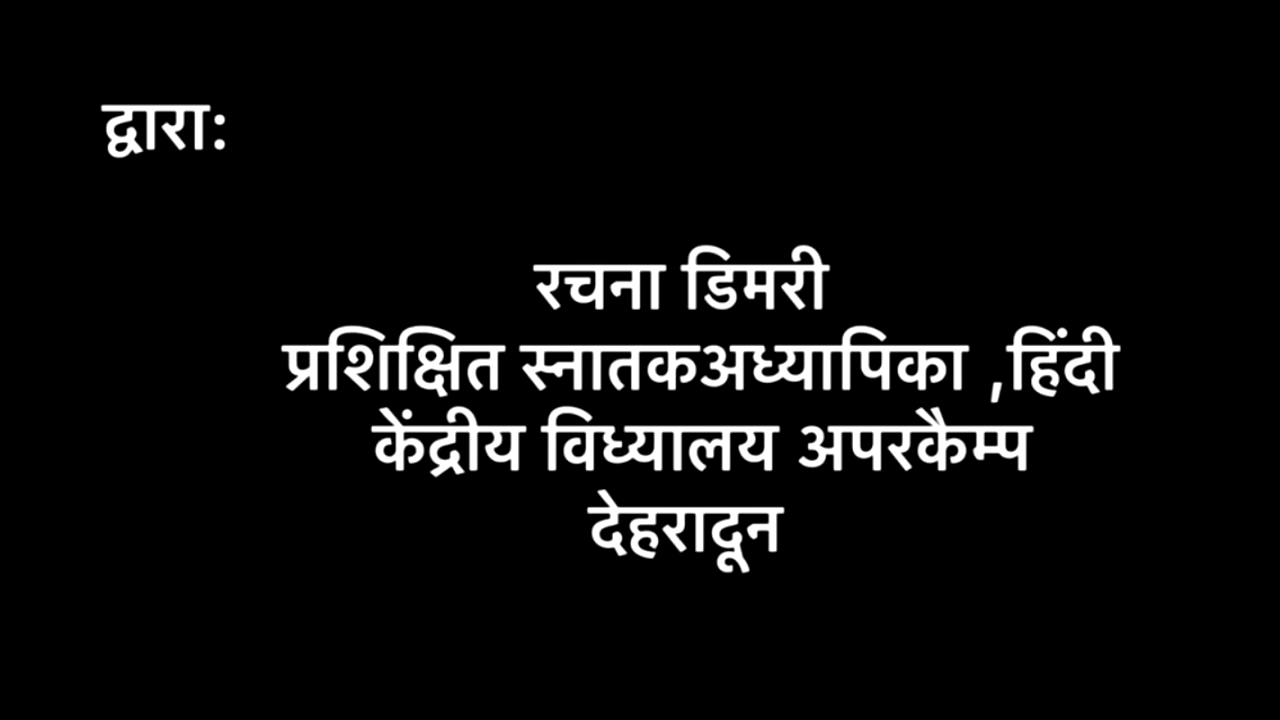 द्वारा:
रचना डिमरी
प्रशिक्षित स्नातकअध्यापिका ,हिंदी
केंद्रीय विध्यालय अपरकैम्प
देहरादून